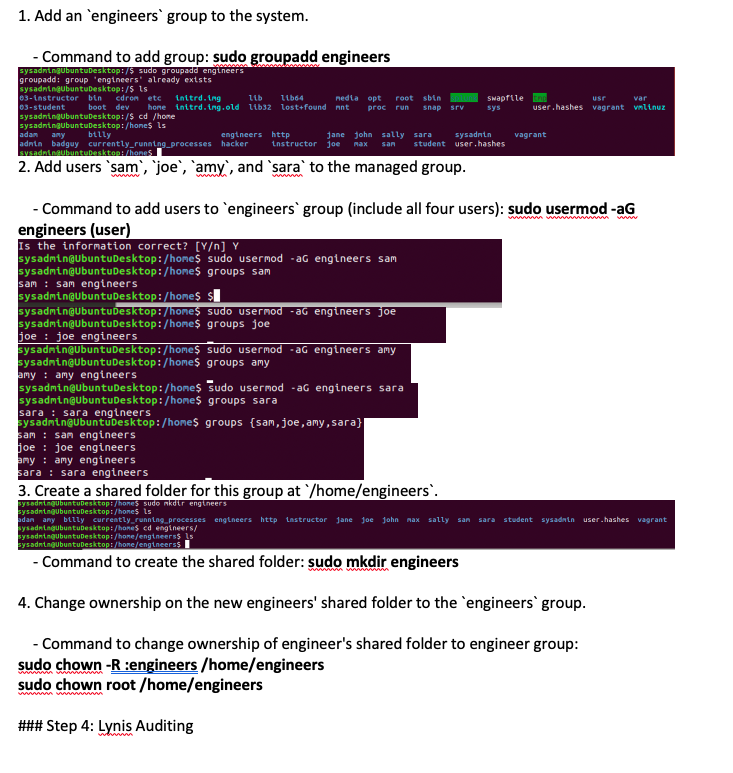 1. Add an `engineers` group to the system.
- Command to add group: sudo groupadd engineers
sysadmin@UbuntuDesktop:/$ sudo groupadd engineers
groupadd: group 'engineers' already exists
sysadmin@UbuntuDesktop:/$ ls
03-instructor bin cdrom etc initrd.img lib lib64 media opt root sbin swapfile usr var
03-student boot dev home initrd.img.old lib32 lost+found mnt proc run snap srv sys user.hashes vagrant vmlinuz
sysadmin@UbuntuDesktop:/$ cd /home
sysadmin@UbuntuDesktop:/home$ ls
adam amy billy engineers http jane john sally sara sysadmin vagrant
admin badguy currently_running_processes hacker instructor joe max sam student user.hashes
sysadmin@UbuntuDesktop:/home$
2. Add users `sam`, `joe`, `amy`, and `sara` to the managed group.
- Command to add users to `engineers` group (include all four users): sudo usermod -aG
engineers (user)
Is the information correct? [Y/n] Y
sysadmin@UbuntuDesktop:/home$ sudo usermod -aG engineers sam
sysadmin@UbuntuDesktop:/home$ groups sam
sam : sam engineers
sysadmin@UbuntuDesktop:/home$ $
sysadmin@UbuntuDesktop:/home$ sudo usermod -aG engineers joe
sysadmin@UbuntuDesktop:/home$ groups joe
joe : joe engineers
sysadmin@UbuntuDesktop:/home$ sudo usermod -aG engineers amy
sysadmin@UbuntuDesktop:/home$ groups amy
amy : amy engineers
sysadmin@UbuntuDesktop:/home$ sudo usermod -aG engineers sara
sysadmin@UbuntuDesktop:/home$ groups sara
sara : sara engineers
sysadmin@UbuntuDesktop:/home$ groups {sam,joe,amy,sara}
sam : sam engineers
joe : joe engineers
amy : amy engineers
sara : sara engineers
3. Create a shared folder for this group at `/home/engineers`.
sysadmin@UbuntuDesktop:/home$ sudo mkdir engineers
sysadmin@UbuntuDesktop:/home$ ls
adam amy billy currently_running_processes engineers http instructor jane joe john max sally sam sara student sysadmin user.hashes vagrant
sysadmin@UbuntuDesktop:/home$ cd engineers/
sysadmin@UbuntuDesktop:/home/engineers$ ls
sysadmin@UbuntuDesktop:/home/engineers$
- Command to create the shared folder: sudo mkdir engineers
4. Change ownership on the new engineers' shared folder to the `engineers` group.
- Command to change ownership of engineer's shared folder to engineer group:
sudo chown -R :engineers /home/engineers
sudo chown root /home/engineers
### Step 4: Lynis Auditing